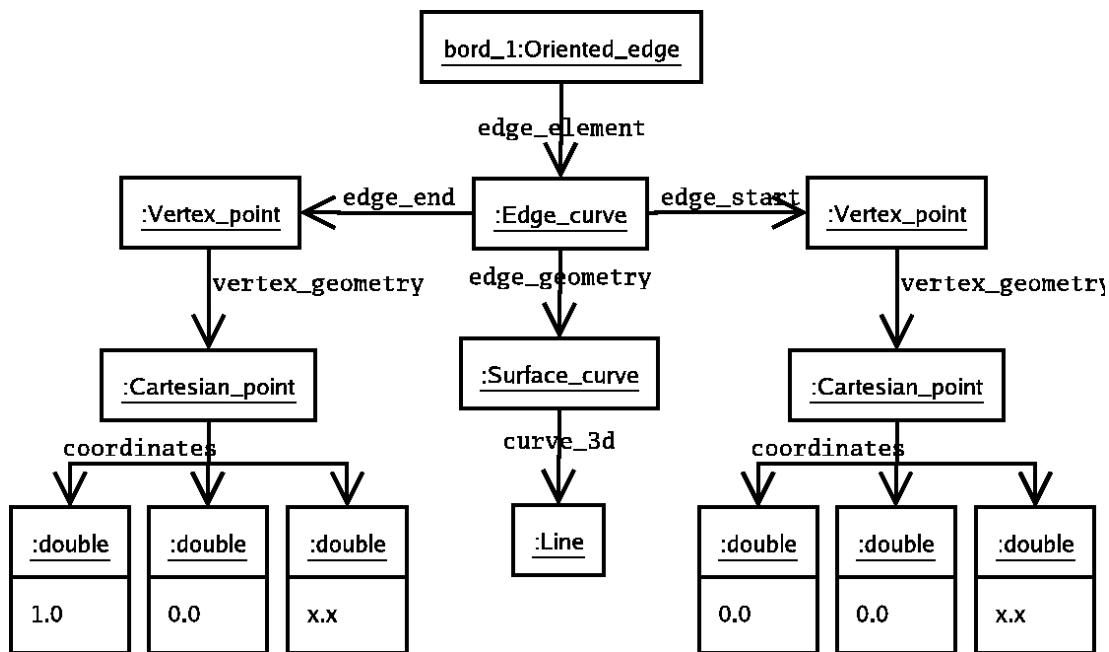 bord_1:Oriented_edge
edge_element
edge_end
edge_start
:Vertex_point
:Edge_curve
:Vertex_point
vertex_geometry
edge_geometry
vertex_geometry
:Cartesian_point
:Surface_curve
:Cartesian_point
coordinates
curve_3d
coordinates
:double
:double
:double
:Line
:double
:double
:double
1.0
0.0
x.x
0.0
0.0
x.x